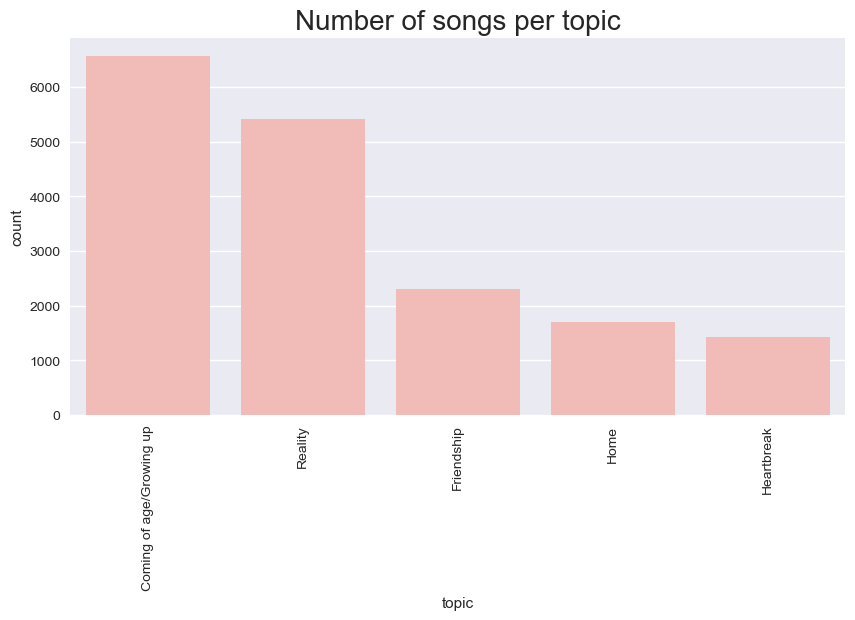 Number of songs per topic
count
6000
5000
4000
3000
2000
1000
0
Coming of age/Growing up
Reality
Friendship
Home
Heartbreak
topic